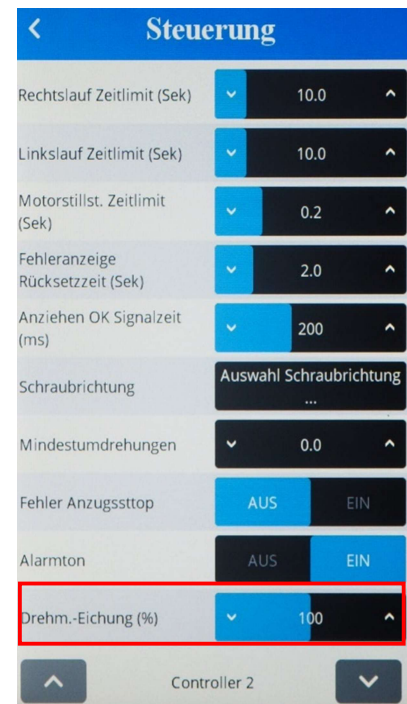 Steuerung
Rechtslauf Zeitlimit (Sek)
10.0
Linkslauf Zeitlimit (Sek)
10.0
Motorstillst. Zeitlimit
(Sek)
0.2
Fehleranzeige
Rücksetzzeit (Sek)
2.0
Anziehen OK Signalzeit
(ms)
200
Schraubrichtung
Auswahl Schraubrichtung
...
Mindestumdrehungen
0.0
Fehler Anzugssttop
AUS EIN
Alarmton
AUS EIN
Drehm.-Eichung (%)
100
Controller 2